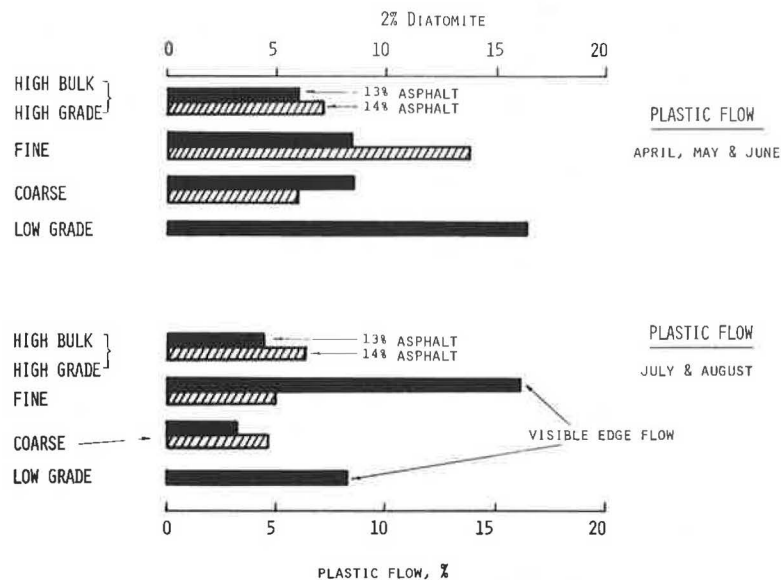 2% DIATOMITE
0 5 10 15 20
HIGH BULK
HIGH GRADE
13% ASPHALT
14% ASPHALT
FINE
COARSE
LOW GRADE
PLASTIC FLOW
APRIL, MAY & JUNE
HIGH BULK
HIGH GRADE
13% ASPHALT
14% ASPHALT
FINE
COARSE
LOW GRADE
PLASTIC FLOW
JULY & AUGUST
VISIBLE EDGE FLOW
0 5 10 15 20
PLASTIC FLOW, %